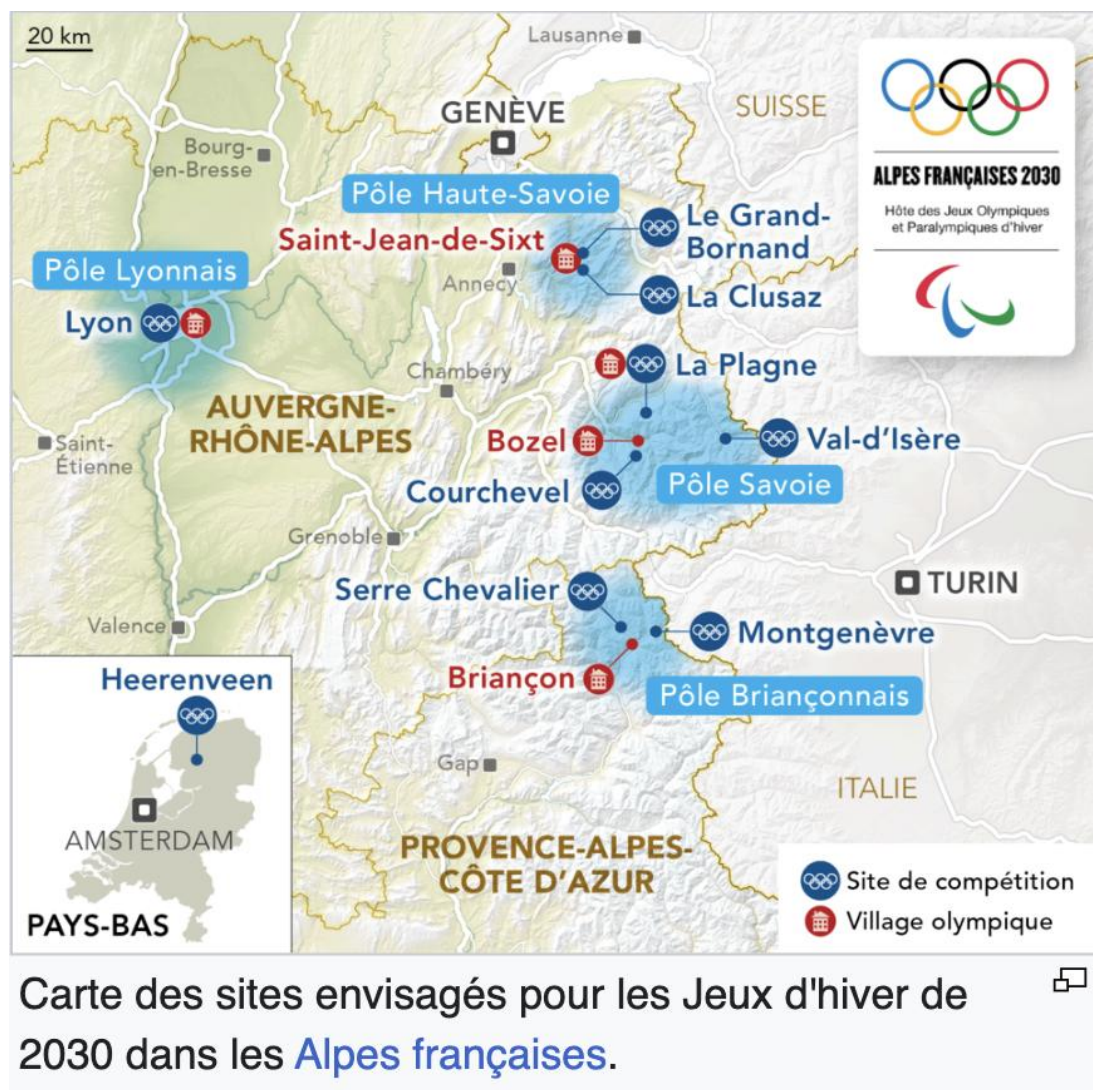 20 km
Lausanne
GENÈVE
SUISSE
Bourg-
en-Bresse
Pôle Haute-Savoie
ALPES FRANÇAISES 2030
Hôte des Jeux Olympiques
et Paralympiques d'hiver
Le Grand-
Bornand
Saint-Jean-de-Sixt
Pôle Lyonnais
Annecy
La Clusaz
Lyon
Chambéry
La Plagne
AUVERGNE-
RHÔNE-ALPES
Saint-
Étienne
Bozel
Val-d'Isère
Courchevel
Pôle Savoie
Grenoble
Serre Chevalier
TURIN
Valence
Montgenèvre
Heerenveen
Briançon
Pôle Briançonnais
Gap
ITALIE
AMSTERDAM
PROVENCE-ALPES-
CÔTE D'AZUR
PAYS-BAS
Site de compétition
Village olympique
Carte des sites envisagés pour les Jeux d'hiver de
2030 dans les Alpes françaises.